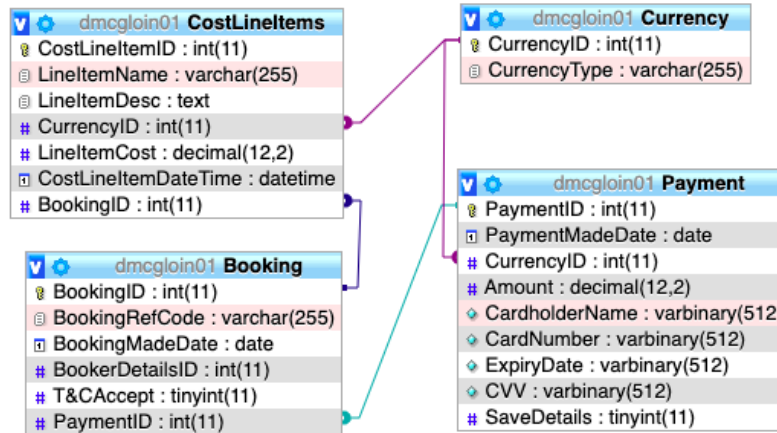 dmcgloin01 CostLineItems
CostLineItemID : int(11)
LineItemName : varchar(255)
LineItemDesc : text
CurrencyID : int(11)
LineItemCost : decimal(12,2)
CostLineItemDateTime : datetime
BookingID : int(11)
dmcgloin01 Currency
CurrencyID : int(11)
CurrencyType : varchar(255)
dmcgloin01 Booking
BookingID : int(11)
BookingRefCode : varchar(255)
BookingMadeDate : date
BookerDetailsID : int(11)
T&CAccept : tinyint(11)
PaymentID : int(11)
dmcgloin01 Payment
PaymentID : int(11)
PaymentMadeDate : date
CurrencyID : int(11)
Amount : decimal(12,2)
CardholderName : varbinary(512
CardNumber : varbinary(512)
ExpiryDate : varbinary(512)
CVV : varbinary(512)
SaveDetails : tinyint(11)